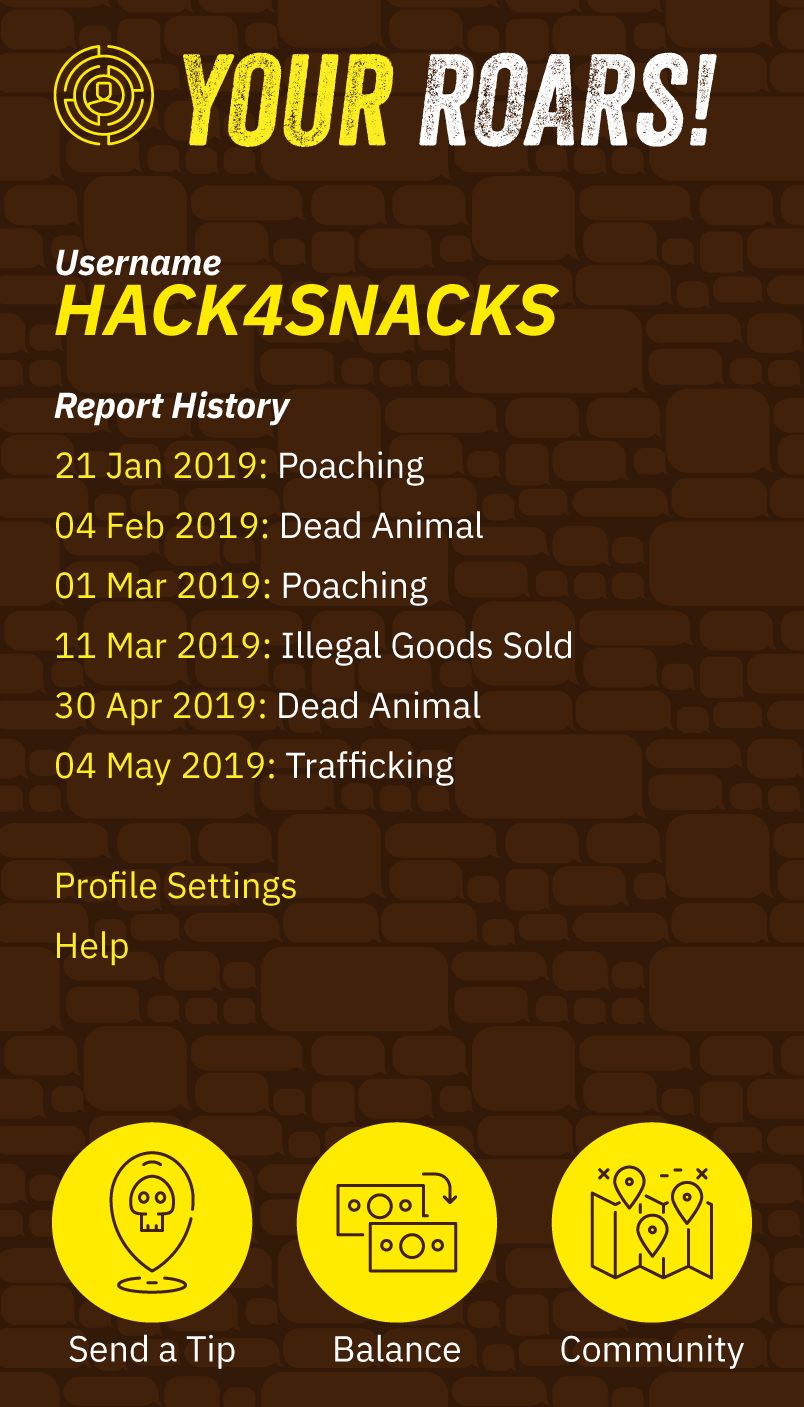 YOUR ROARS!
Username
HACK4SNACKS
Report History
21 Jan 2019: Poaching
04 Feb 2019: Dead Animal
01 Mar 2019: Poaching
11 Mar 2019: Illegal Goods Sold
30 Apr 2019: Dead Animal
04 May 2019: Trafficking
Profile Settings
Help
Send a Tip Balance Community